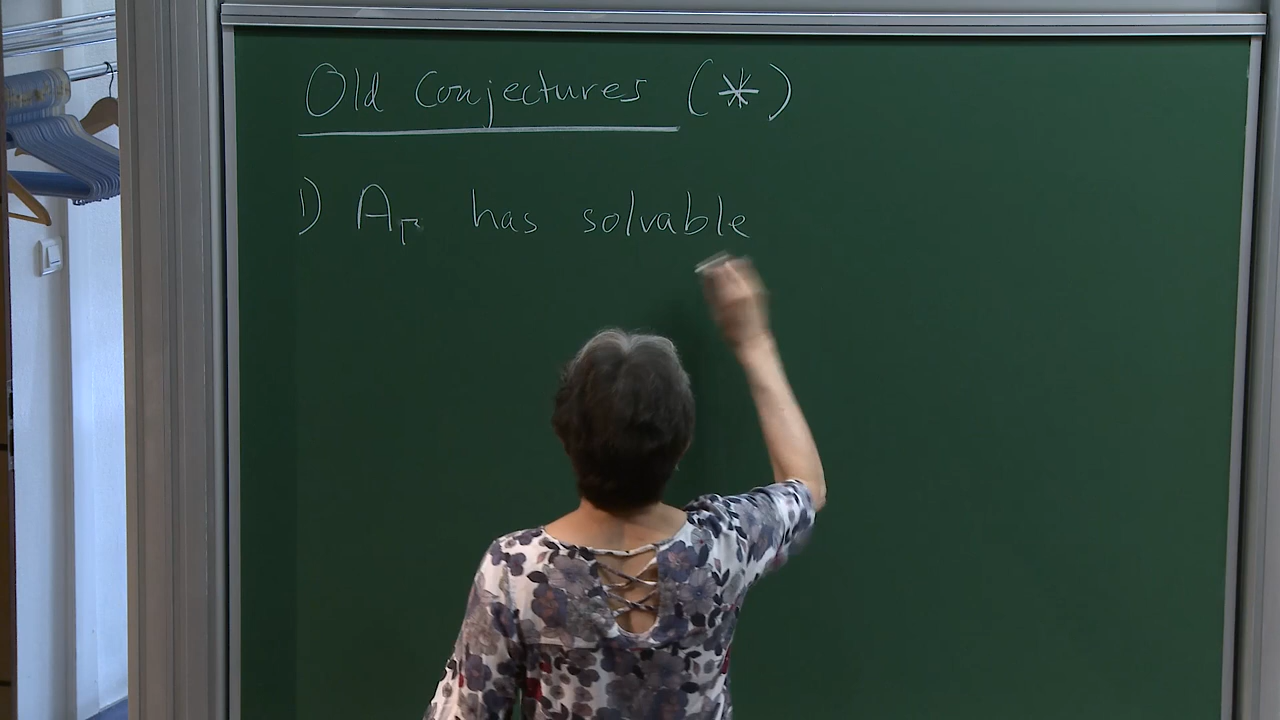 Old Conjectures (*)
1) A_Γ has solvable